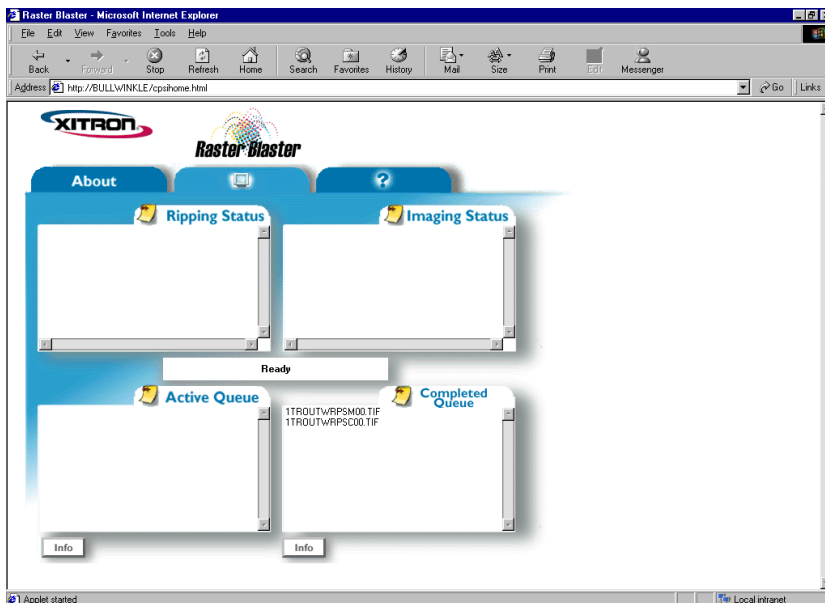 Raster Blaster - Microsoft Internet Explorer
File Edit View Favorites Tools Help
Back Forward Stop Refresh Home Search Favorites History Mail Size Print Edit Messenger
Address http://BULLWINKLE/cpsihome.html Go Links
XITRON
Raster Blaster
About ?
Ripping Status
Imaging Status
Ready
Active Queue
Completed Queue
1TROUTWRPSM00.TIF
1TROUTWRPSC00.TIF
Info
Info
Applet started
Local intranet